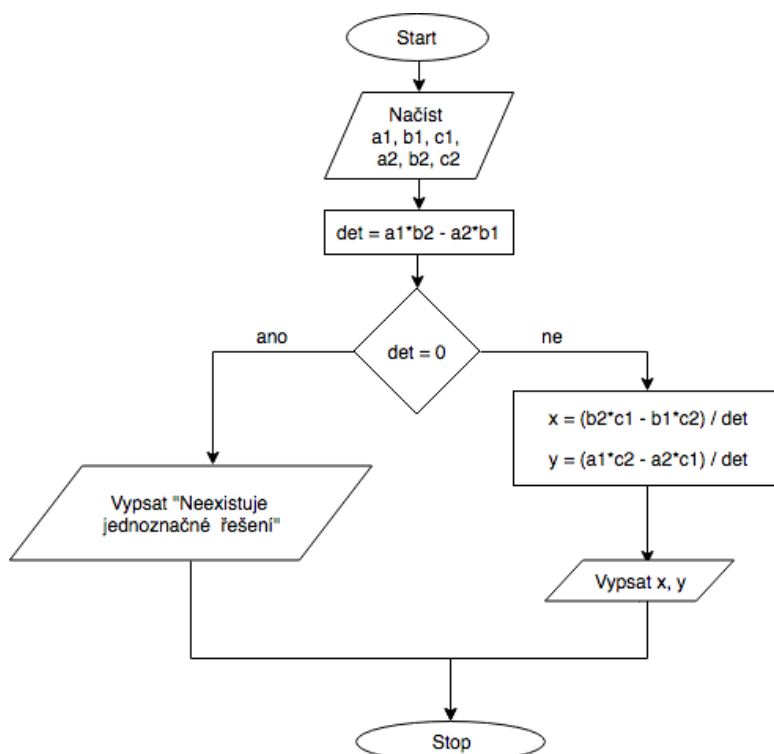 Start
Načíst
a1, b1, c1,
a2, b2, c2
det = a1*b2 - a2*b1
ano
det = 0
ne
x = (b2*c1 - b1*c2) / det
y = (a1*c2 - a2*c1) / det
Vypsat "Neexistuje
jednoznačné řešení"
Vypsat x, y
Stop